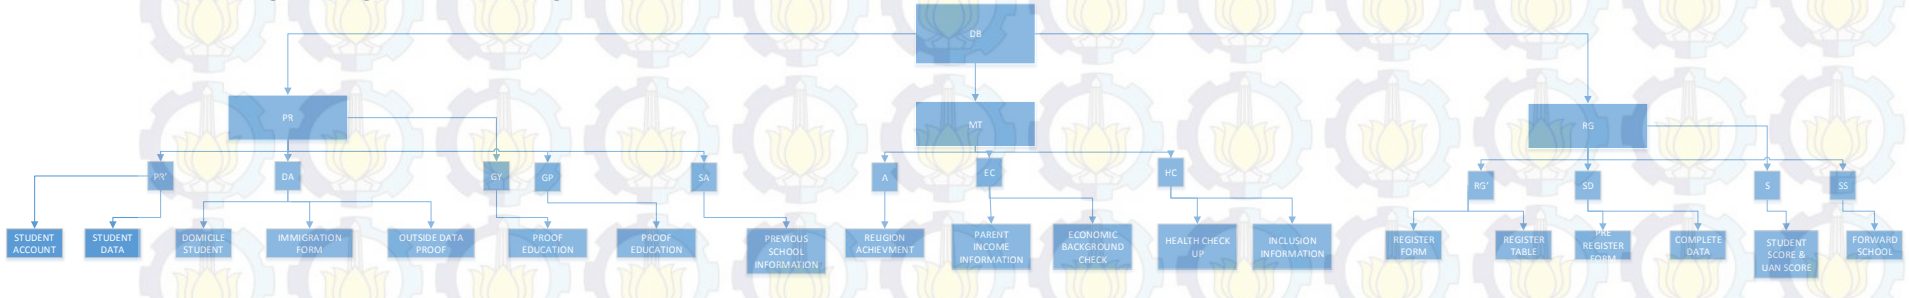 DB
PR
MT
RG
PR'
DA
GY
GP
SA
A
EC
HC
RG'
SD
S
SS
STUDENT
ACCOUNT
STUDENT
DATA
DOMICILE
STUDENT
IMMIGRATION
FORM
OUTSIDE DATA
PROOF
PROOF
EDUCATION
PROOF
EDUCATION
PREVIOUS
SCHOOL
INFORMATION
RELIGION
ACHIEVMENT
PARENT
INCOME
INFORMATION
ECONOMIC
BACKGROUND
CHECK
HEALTH CHECK
UP
INCLUSION
INFORMATION
REGISTER
FORM
REGISTER
TABLE
PRE
REGISTER
FORM
COMPLETE
DATA
STUDENT
SCORE &
UAN SCORE
FORWARD
SCHOOL